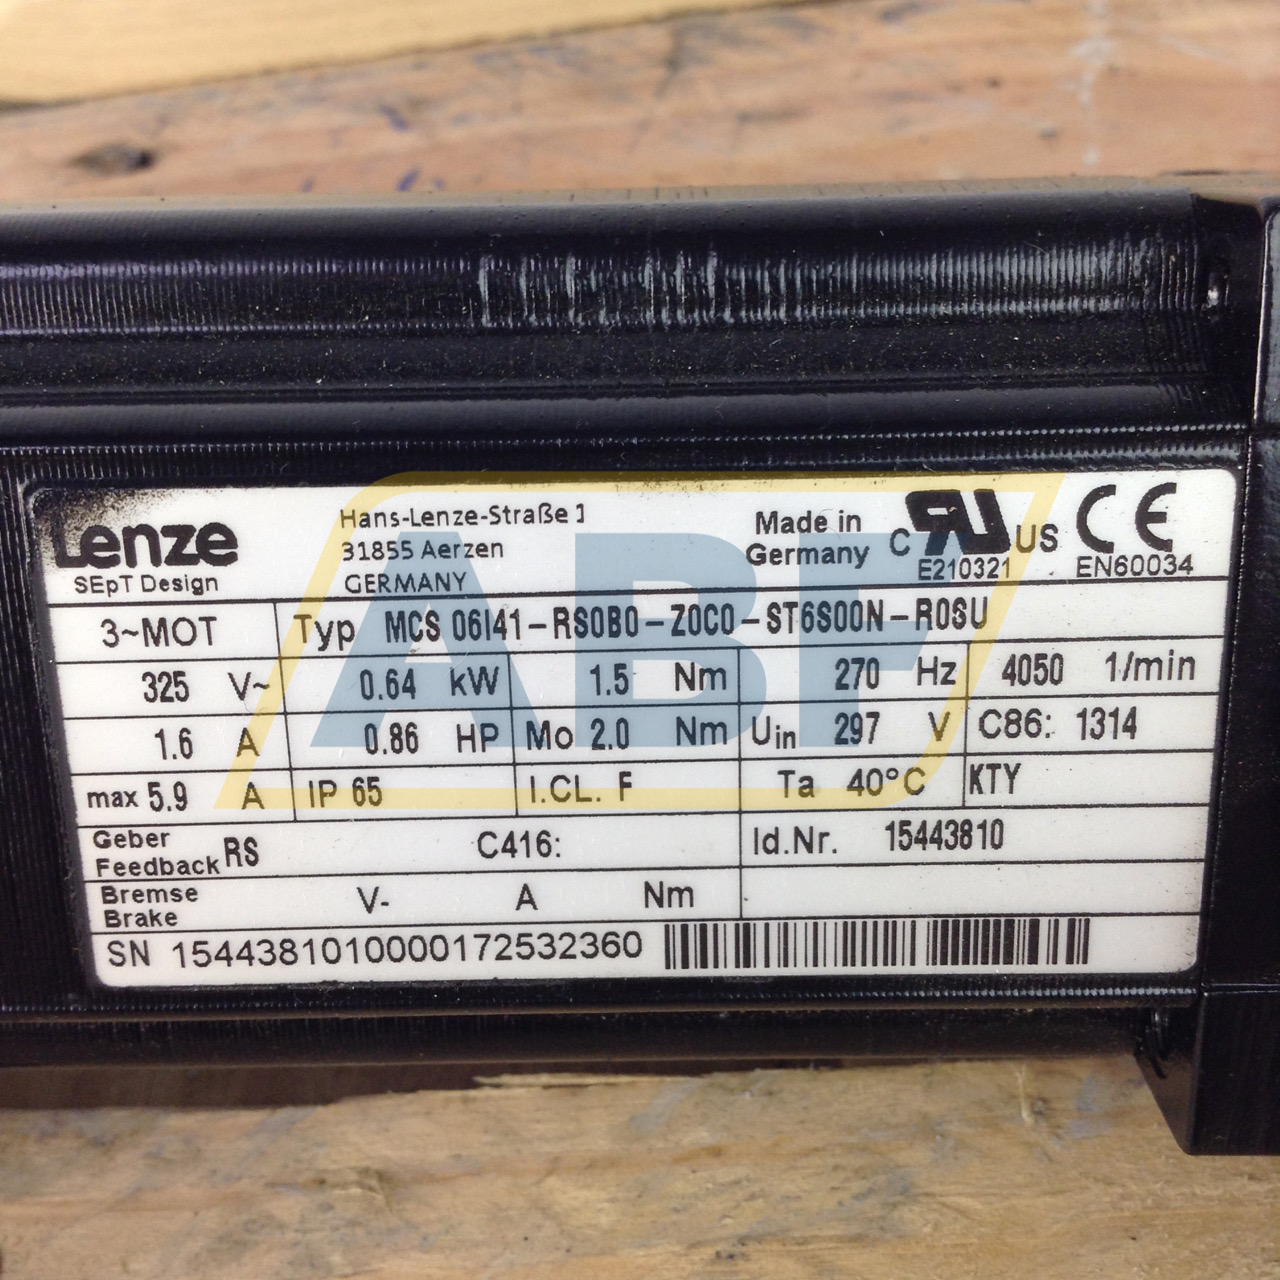 Lenze
SEpT Design
Hans-Lenze-Straße 1
31855 Aerzen
GERMANY
Made in
Germany
C RU US
E210321
CE
EN60034
3~MOT Typ MCS 06I41-RS0B0-Z0C0-ST6S00N-R0SU
325 V~ 0.64 kW 1.5 Nm 270 Hz 4050 1/min
1.6 A 0.86 HP Mo 2.0 Nm Uin 297 V C86: 1314
max 5.9 A IP 65 I.CL. F Ta 40°C KTY
Geber
Feedback RS C416: Id.Nr. 15443810
Bremse
Brake V- A Nm
SN 1544381010000172532360
ABF